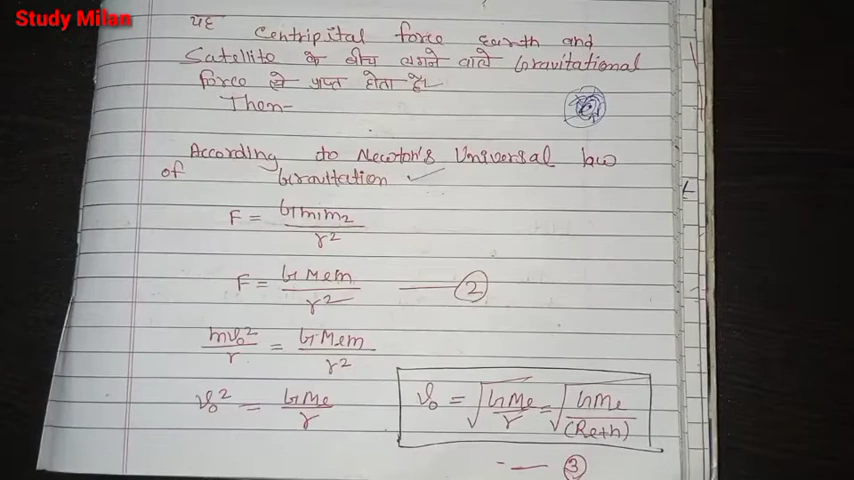 Study Milan
यह Centripital force Earth and
Satellite के बीच लगने वाले Gravitational
force से प्राप्त होता है।
Then-
According to Newton's Universal law
of Gravitation ✓
F = Gm1m2/r²
F = GMem/r² —— ②
mv₀²/r = GMem/r²
v₀² = GMe/r
v₀ = √(GMe/r) = √(GMe/(Re+h))
—— ③